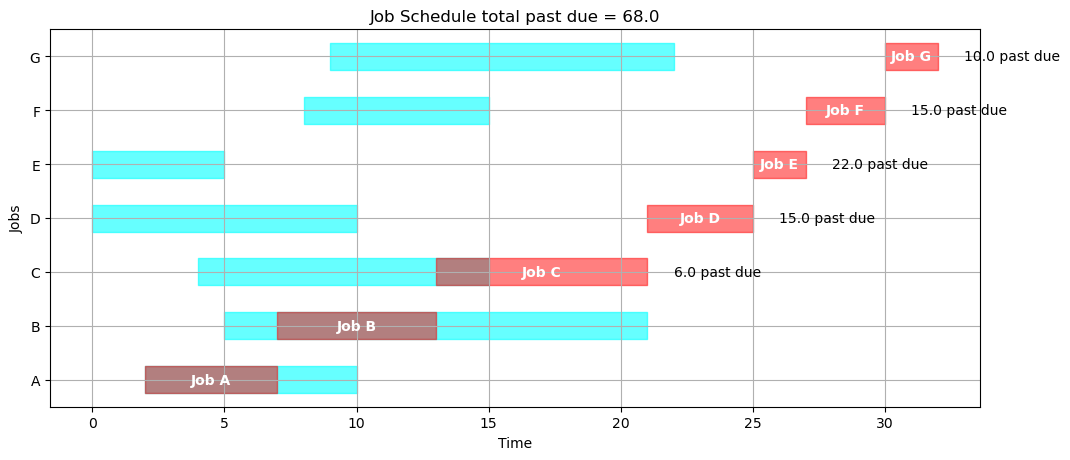 Job Schedule total past due = 68.0
G
Job G
10.0 past due
F
Job F
15.0 past due
E
Job E
22.0 past due
D
Job D
15.0 past due
C
Job C
6.0 past due
B
Job B
A
Job A
Jobs
0 5 10 15 20 25 30
Time